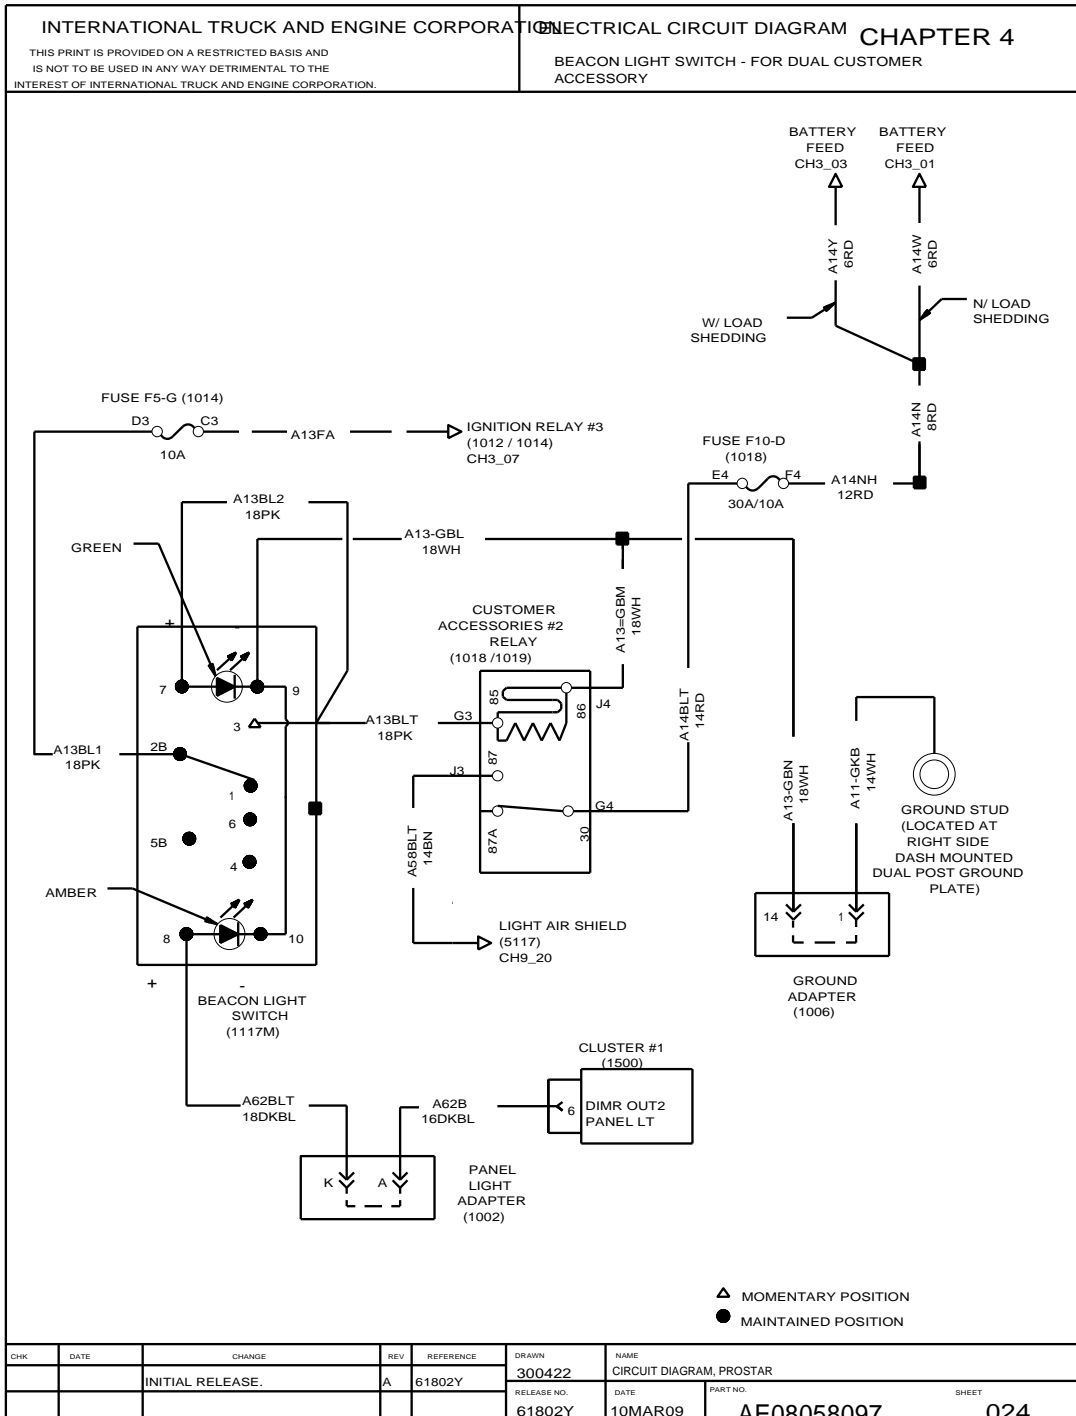 INTERNATIONAL TRUCK AND ENGINE CORPORATION
THIS PRINT IS PROVIDED ON A RESTRICTED BASIS AND
IS NOT TO BE USED IN ANY WAY DETRIMENTAL TO THE
INTEREST OF INTERNATIONAL TRUCK AND ENGINE CORPORATION.
ELECTRICAL CIRCUIT DIAGRAM
CHAPTER 4
BEACON LIGHT SWITCH - FOR DUAL CUSTOMER
ACCESSORY
BATTERY
FEED
CH3_03
BATTERY
FEED
CH3_01
A14Y
6RD
A14W
6RD
W/ LOAD
SHEDDING
N/ LOAD
SHEDDING
A14N
8RD
FUSE F5-G (1014)
D3
C3
10A
A13FA
IGNITION RELAY #3
(1012 / 1014)
CH3_07
FUSE F10-D
(1018)
E4
F4
30A/10A
A14NH
12RD
A13BL2
18PK
A13-GBL
18WH
GREEN
CUSTOMER
ACCESSORIES #2
RELAY
(1018 /1019)
A13=GBM
18WH
+
-
7
9
3
A13BLT
18PK
G3
85
86
J4
A14BLT
14RD
A13BL1
18PK
2B
1
6
5B
4
J3
87
87A
30
G4
A58BLT
14BN
A13-GBN
18WH
A11-GKB
14WH
GROUND STUD
(LOCATED AT
RIGHT SIDE
DASH MOUNTED
DUAL POST GROUND
PLATE)
AMBER
8
10
+
-
BEACON LIGHT
SWITCH
(1117M)
LIGHT AIR SHIELD
(5117)
CH9_20
14
1
GROUND
ADAPTER
(1006)
CLUSTER #1
(1500)
6
DIMR OUT2
PANEL LT
A62BLT
18DKBL
A62B
16DKBL
K
A
PANEL
LIGHT
ADAPTER
(1002)
MOMENTARY POSITION
MAINTAINED POSITION
CHK
DATE
CHANGE
REV
REFERENCE
INITIAL RELEASE.
A
61802Y
DRAWN
300422
NAME
CIRCUIT DIAGRAM, PROSTAR
RELEASE NO.
61802Y
DATE
10MAR09
PART NO.
AE08058097
SHEET
024